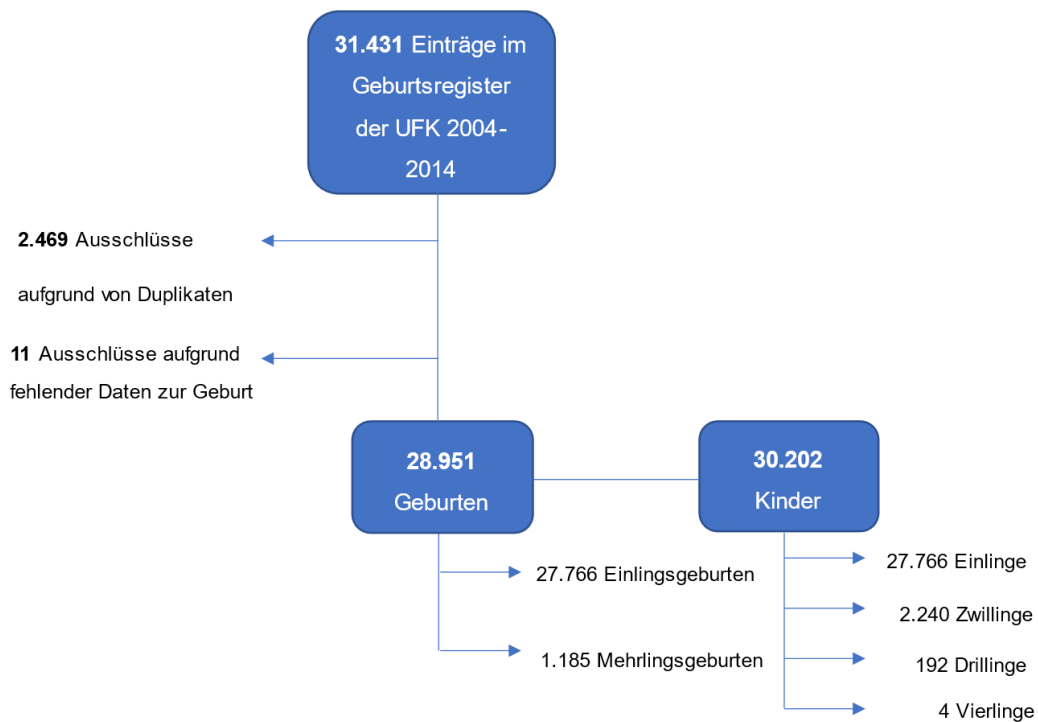 31.431 Einträge im
Geburtsregister
der UFK 2004-
2014
2.469 Ausschlüsse
aufgrund von Duplikaten
11 Ausschlüsse aufgrund
fehlender Daten zur Geburt
28.951
Geburten
30.202
Kinder
27.766 Einlingsgeburten
1.185 Mehrlingsgeburten
27.766 Einlinge
2.240 Zwillinge
192 Drillinge
4 Vierlinge